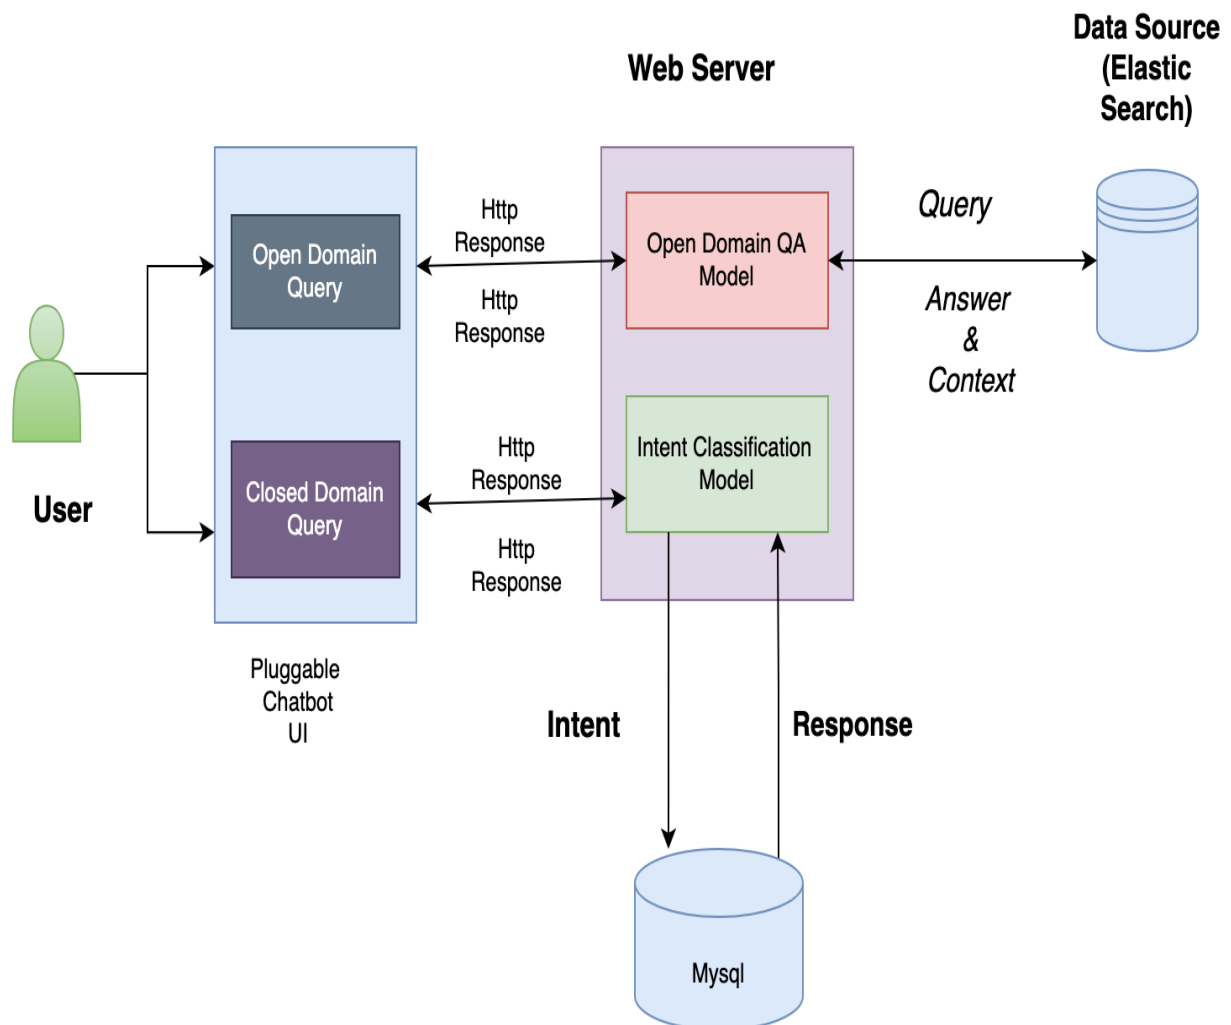 Data Source
(Elastic
Search)
Web Server
Query
Http
Response
Open Domain QA
Model
Open Domain
Query
Http
Response
Answer
&
Context
Http
Response
Intent Classification
Model
Closed Domain
Query
User
Http
Response
Pluggable
Chatbot
UI
Intent
Response
Mysql